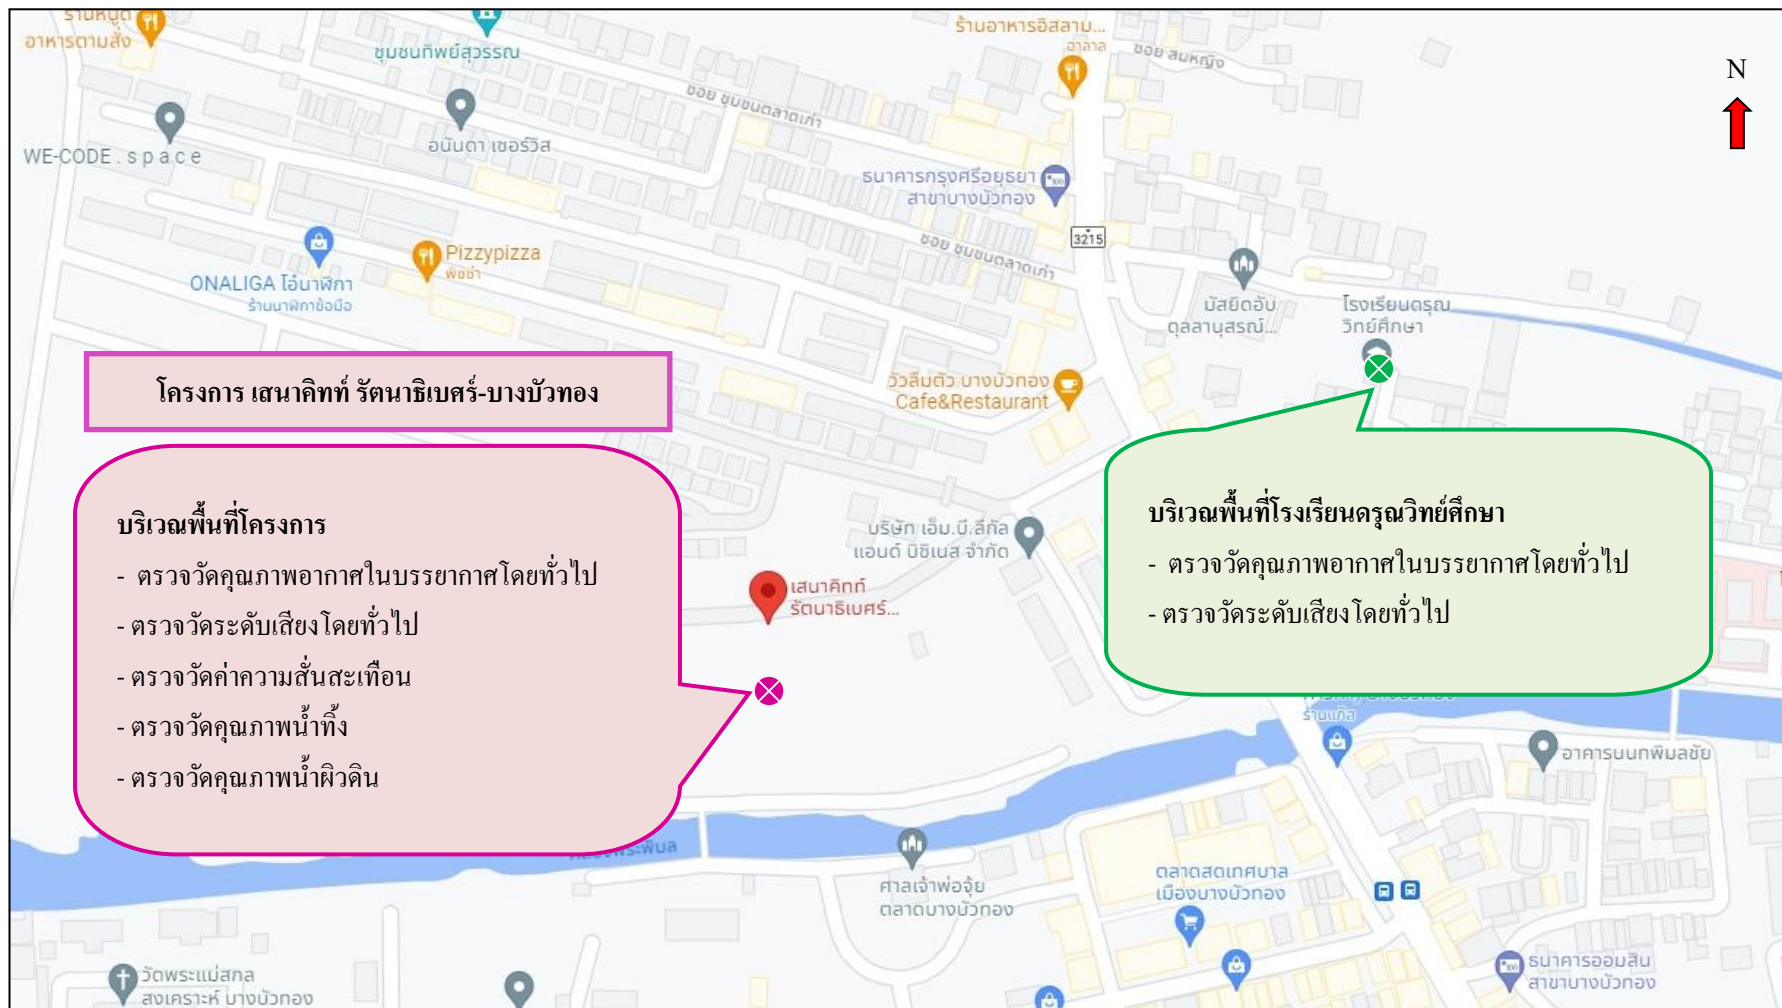 ร้านหนูด
อาหารตามสั่ง
ชุมชนทิพย์สุวรรณ
ร้านอาหารอิสลาม...
อาลาล
ซอย สมหญิง
N
WE-CODE . s p a c e
อนันดา เซอร์วิส
ซอย ชุมชนตลาดเก่า
ธนาคารกรุงศรีอยุธยา
สาขาบางบัวทอง
3215
ซอย ชุมชนตลาดเก่า
Pizzypizza
พิซซ่า
ONALIGA โอ๋นาฬิกา
ร้านนาฬิกาข้อมือ
มัสยิดอับ
ดุลลานุสรณ์...
โรงเรียนดรุณ
วิทย์ศึกษา
โครงการ เสนาคิทท์ รัตนาธิเบศร์-บางบัวทอง
วัวลืมตัว บางบัวทอง
Cafe&Restaurant
บริเวณพื้นที่โครงการ
- ตรวจวัดคุณภาพอากาศในบรรยากาศโดยทั่วไป
- ตรวจวัดระดับเสียงโดยทั่วไป
- ตรวจวัดค่าความสั่นสะเทือน
- ตรวจวัดคุณภาพน้ำทิ้ง
- ตรวจวัดคุณภาพน้ำผิวดิน
บริษัท เอ็ม.บี.ลีกัล
แอนด์ บิซิเนส จำกัด
เสนาคิทท์
รัตนาธิเบศร์...
บริเวณพื้นที่โรงเรียนดรุณวิทย์ศึกษา
- ตรวจวัดคุณภาพอากาศในบรรยากาศโดยทั่วไป
- ตรวจวัดระดับเสียงโดยทั่วไป
ร้านแก๊ส
อาคารนนทพิมลชัย
คลองพระพิมล
ศาลเจ้าพ่อจุ้ย
ตลาดบางบัวทอง
ตลาดสดเทศบาล
เมืองบางบัวทอง
วัดพระแม่สกล
สงเคราะห์ บางบัวทอง
ธนาคารออมสิน
สาขาบางบัวทอง